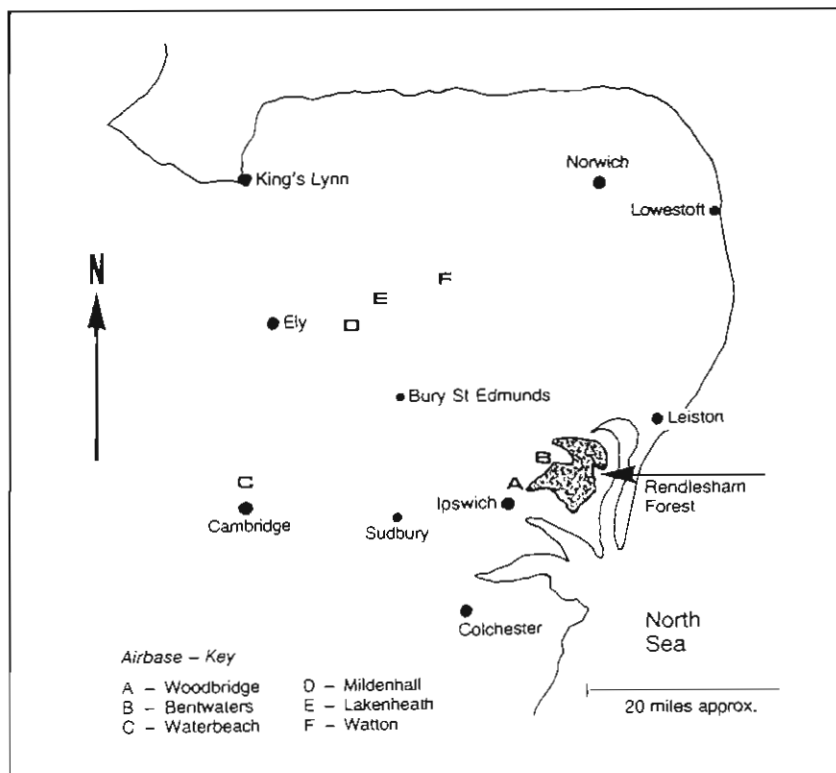 King's Lynn
Norwich
Lowestoft
N
F
E
Ely
D
Bury St Edmunds
Leiston
B
C
A
Rendlesham
Forest
Ipswich
Cambridge
Sudbury
Colchester
North
Sea
Airbase – Key
A – Woodbridge
B – Bentwaters
C – Waterbeach
D – Mildenhall
E – Lakenheath
F – Watton
20 miles approx.